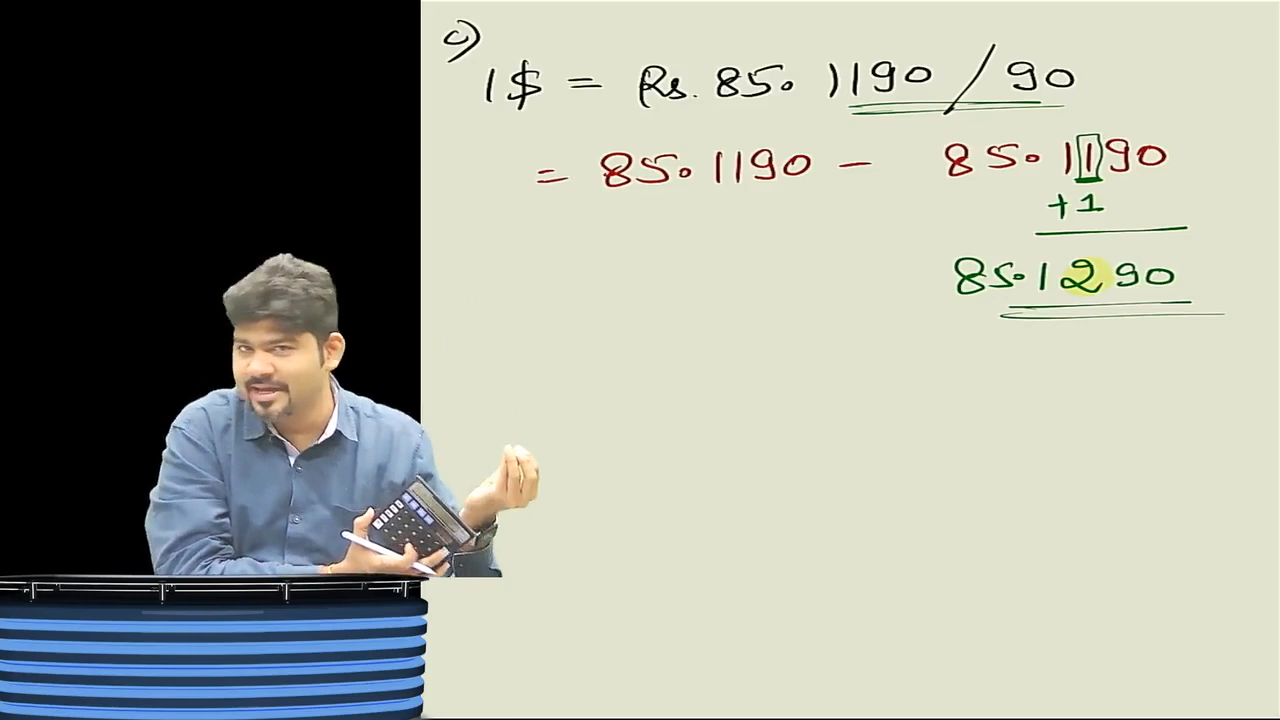 c)
1$ = Rs. 85.1190 / 90
= 85.1190 - 85.1190
+1
85.1290